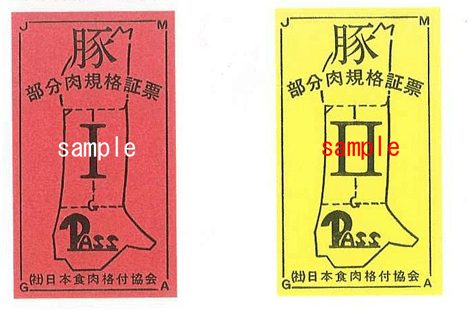 J M
豚
部分肉規格証票
I
sample
G
PASS
㈳日本食肉格付協会
G A
J M
豚
部分肉規格証票
II
sample
G
PASS
㈳日本食肉格付協会
G A